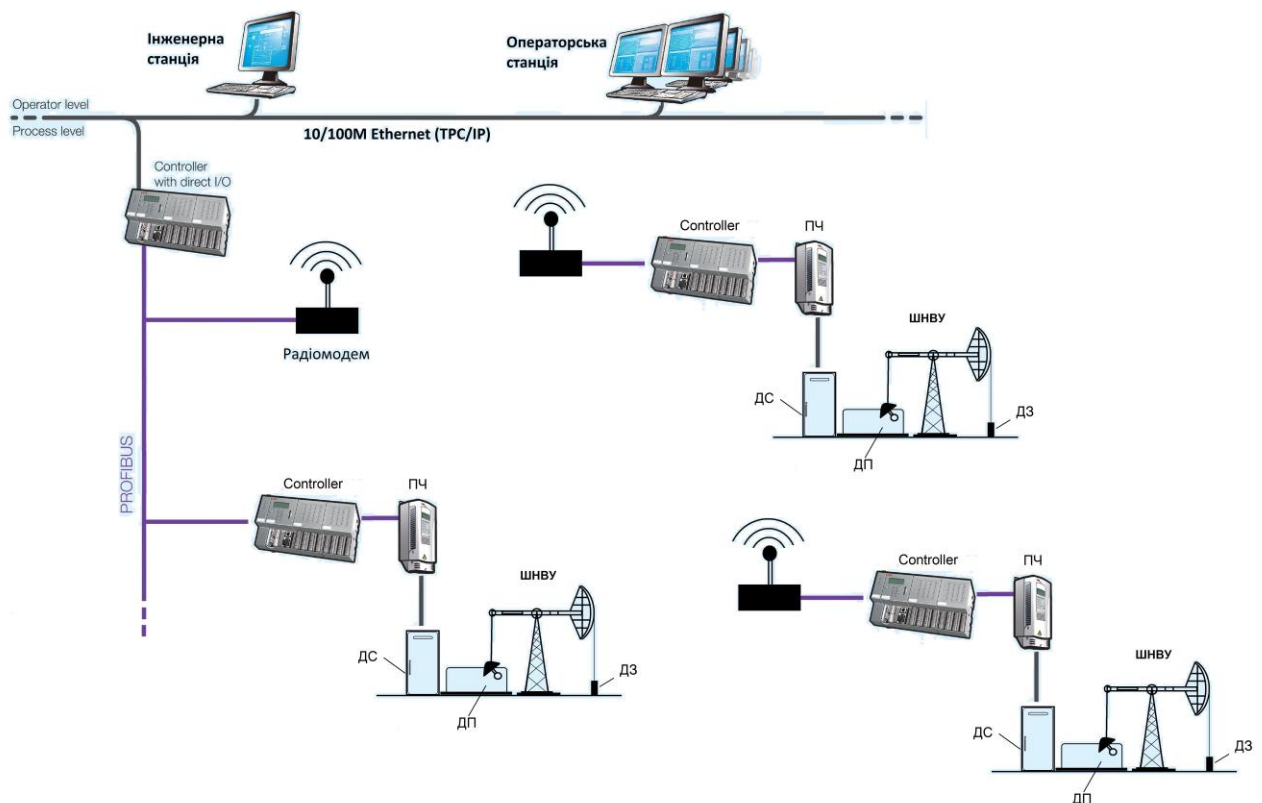 Інженерна
станція
Операторська
станція
Operator level
Process level
10/100M Ethernet (TPC/IP)
Controller
with direct I/O
Controller
ПЧ
ШНВУ
Радіомодем
ДС
ДЗ
ДП
PROFIBUS
Controller
ПЧ
ШНВУ
ДС
ДЗ
ДП
Controller
ПЧ
ШНВУ
ДС
ДЗ
ДП